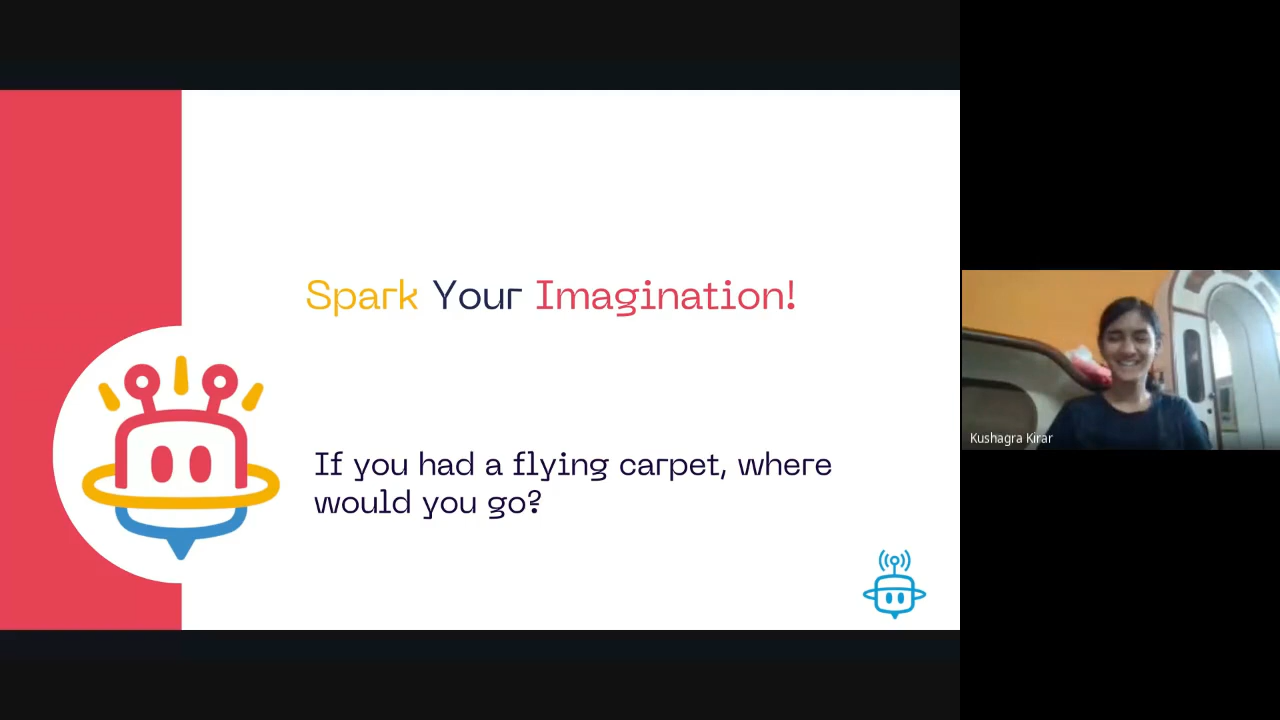 Spark Your Imagination!
If you had a flying carpet, where
would you go?
Kushagra Kirar